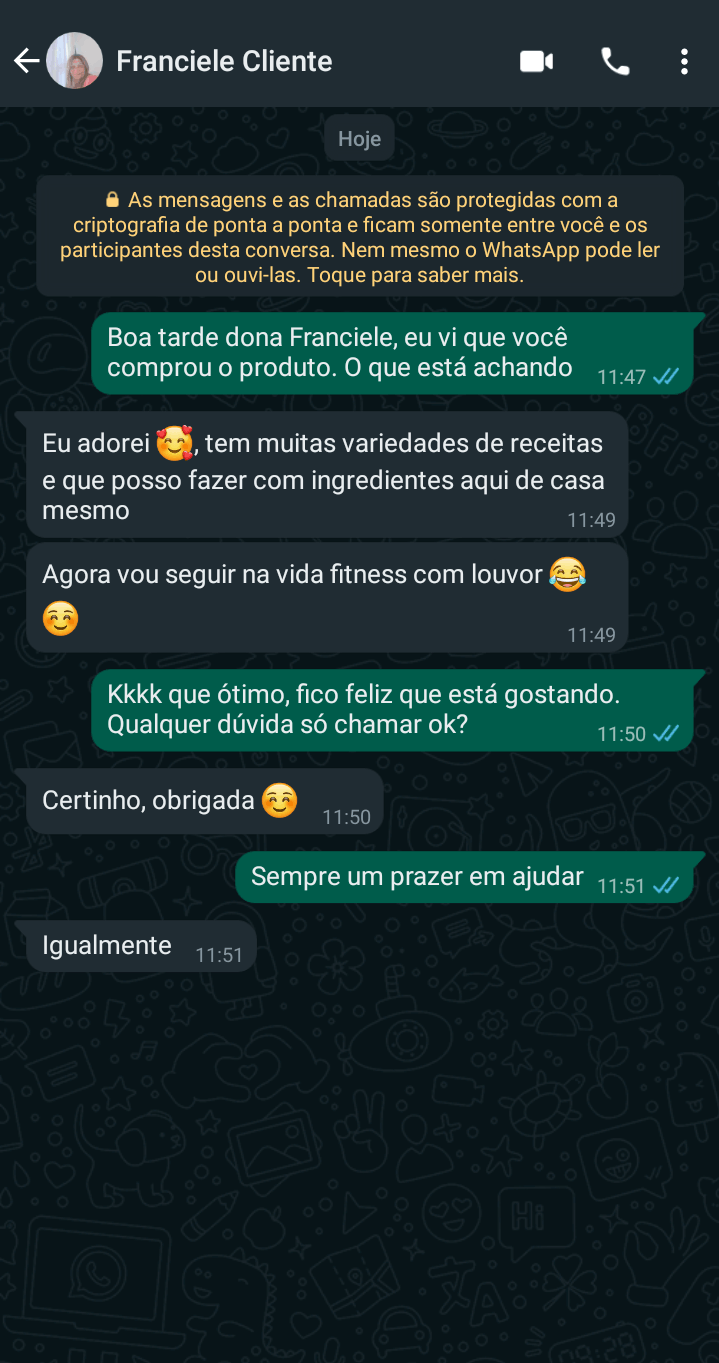 Franciele Cliente
Hoje
🔒 As mensagens e as chamadas são protegidas com a
criptografia de ponta a ponta e ficam somente entre você e os
participantes desta conversa. Nem mesmo o WhatsApp pode ler
ou ouvi-las. Toque para saber mais.
Boa tarde dona Franciele, eu vi que você
comprou o produto. O que está achando 11:47
Eu adorei 🥰, tem muitas variedades de receitas
e que posso fazer com ingredientes aqui de casa
mesmo 11:49
Agora vou seguir na vida fitness com louvor 😂
☺️ 11:49
Kkkk que ótimo, fico feliz que está gostando.
Qualquer dúvida só chamar ok? 11:50
Certinho, obrigada ☺️ 11:50
Sempre um prazer em ajudar 11:51
Igualmente 11:51
Hi